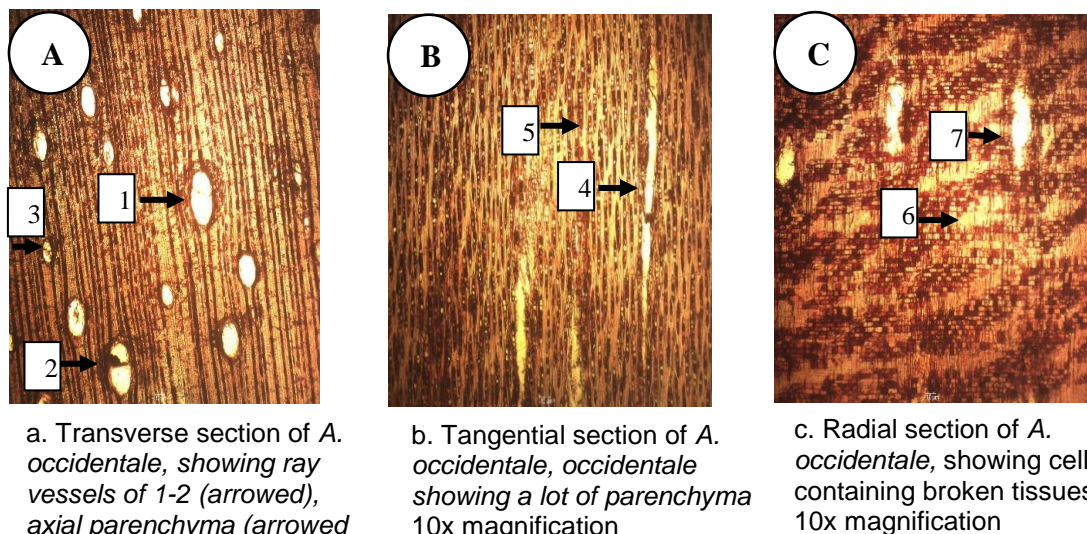 A
B
C
1
2
3
4
5
6
7
a. Transverse section of A.
occidentale, showing ray
vessels of 1-2 (arrowed),
axial parenchyma (arrowed
b. Tangential section of A.
occidentale, occidentale
showing a lot of parenchyma
10x magnification
c. Radial section of A.
occidentale, showing cell
containing broken tissues
10x magnification